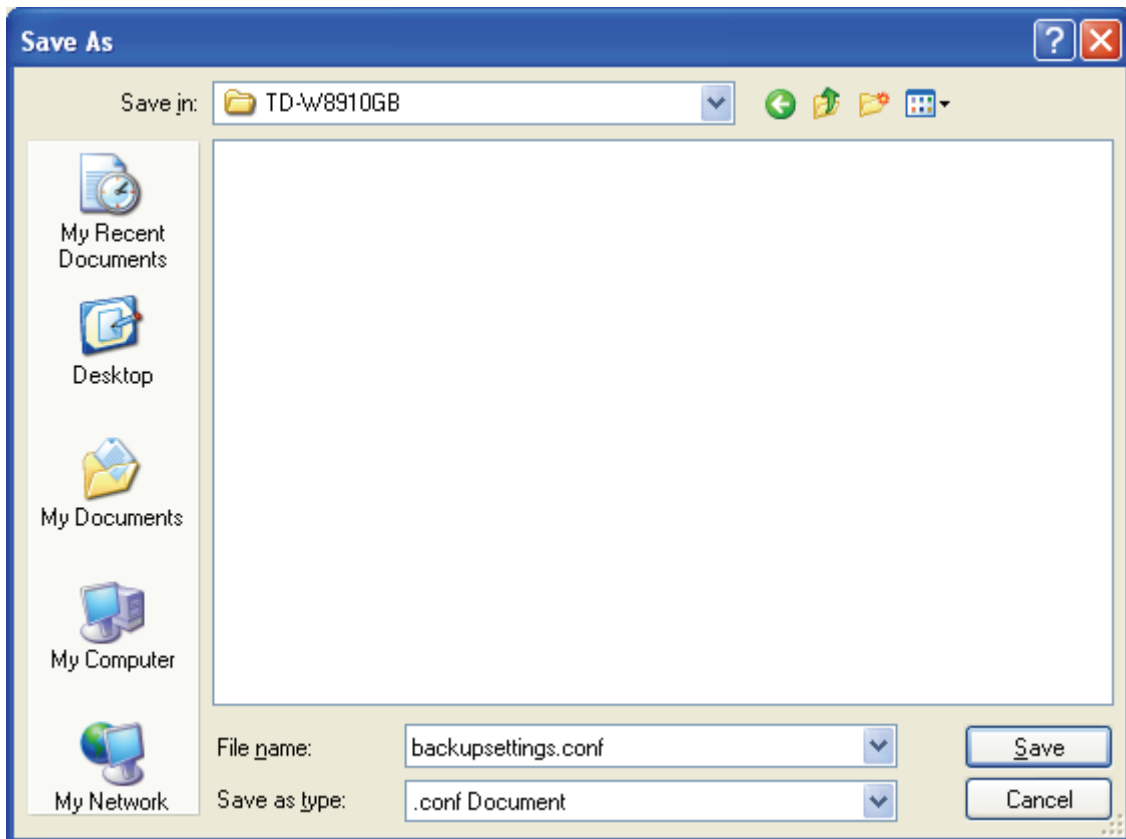 Save As
Save in: TD-W8910GB
My Recent
Documents
Desktop
My Documents
My Computer
My Network
File name: backupsettings.conf Save
Save as type: .conf Document Cancel